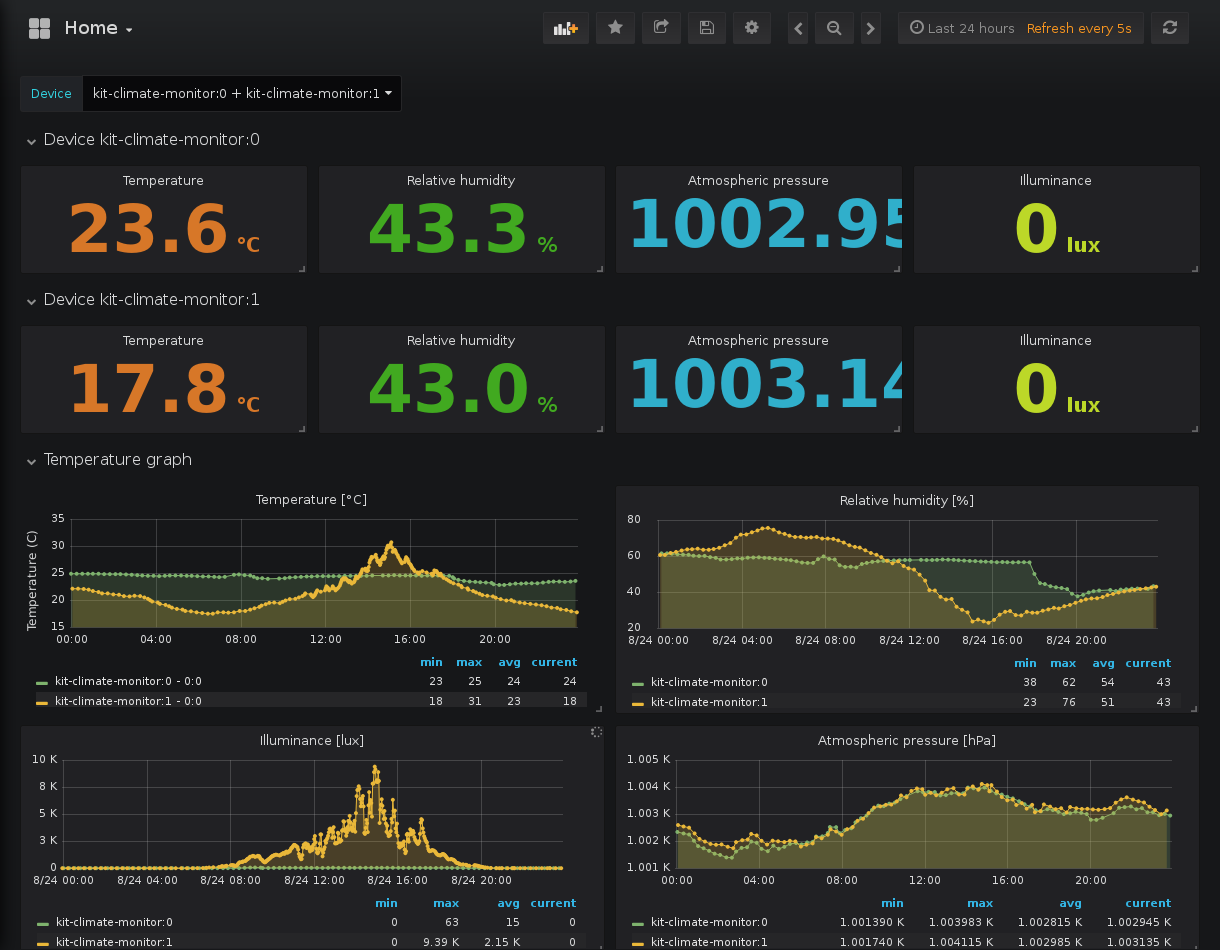 Home
Last 24 hours Refresh every 5s
Device kit-climate-monitor:0 + kit-climate-monitor:1
Device kit-climate-monitor:0
Temperature Relative humidity Atmospheric pressure Illuminance
23.6 °C 43.3 % 1002.95 0 lux
Device kit-climate-monitor:1
Temperature Relative humidity Atmospheric pressure Illuminance
17.8 °C 43.0 % 1003.14 0 lux
Temperature graph
Temperature [°C]
Temperature (C)
35
30
25
20
15
00:00 04:00 08:00 12:00 16:00 20:00
min max avg current
kit-climate-monitor:0 - 0:0 23 25 24 24
kit-climate-monitor:1 - 0:0 18 31 23 18
Relative humidity [%]
80
60
40
20
8/24 00:00 8/24 04:00 8/24 08:00 8/24 12:00 8/24 16:00 8/24 20:00
min max avg current
kit-climate-monitor:0 38 62 54 43
kit-climate-monitor:1 23 76 51 43
Illuminance [lux]
10 K
8 K
5 K
3 K
0
8/24 00:00 8/24 04:00 8/24 08:00 8/24 12:00 8/24 16:00 8/24 20:00
min max avg current
kit-climate-monitor:0 0 63 15 0
kit-climate-monitor:1 0 9.39 K 2.15 K 0
Atmospheric pressure [hPa]
1.005 K
1.004 K
1.003 K
1.002 K
1.001 K
00:00 04:00 08:00 12:00 16:00 20:00
min max avg current
kit-climate-monitor:0 1.001390 K 1.003983 K 1.002815 K 1.002945 K
kit-climate-monitor:1 1.001740 K 1.004115 K 1.002985 K 1.003135 K